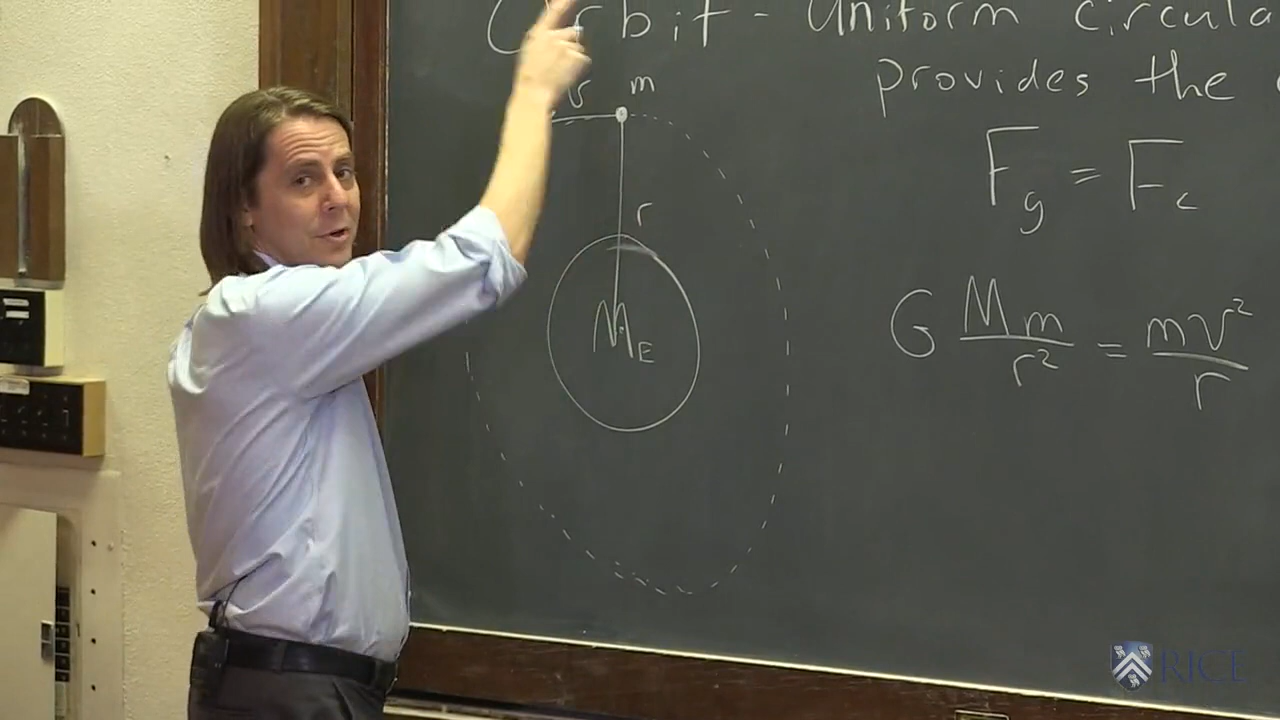 Orbit - Uniform circula
provides the
v m
F_g = F_c
r
G Mm/r² = mv²/r
M_E
RICE